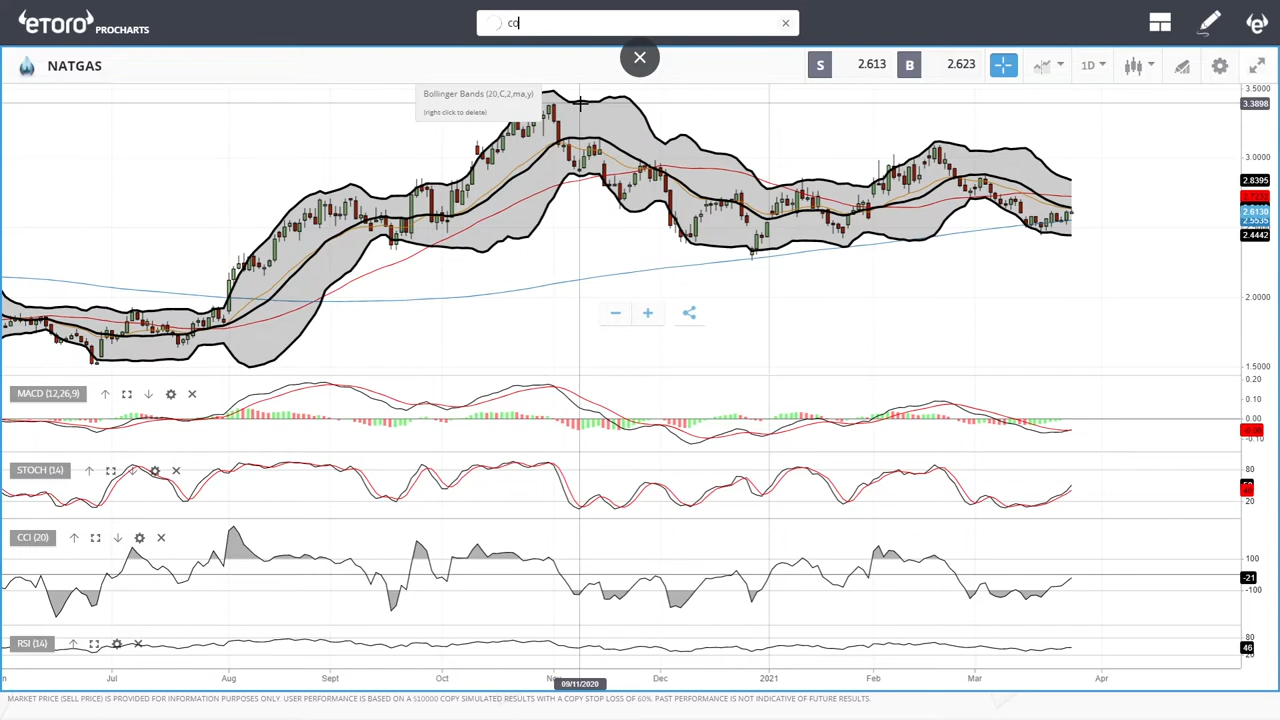 eToro PROCHARTS
co
NATGAS
S 2.613 B 2.623
1D
Bollinger Bands (20,C,2,ma,y)
(right click to delete)
3.5000
3.3898
3.0000
2.8395
2.6130
2.4442
2.0000
1.5000
MACD (12,26,9)
0.20
0.10
0.00
-0.10
STOCH (14)
80
20
CCI (20)
100
-21
-100
RSI (14)
80
46
20
Jul Aug Sept Oct Dec 2021 Feb Mar Apr
09/11/2020
MARKET PRICE (SELL PRICE) IS PROVIDED FOR INFORMATION PURPOSES ONLY. USER PERFORMANCE IS BASED ON A $10000 COPY SIMULATED RESULTS WITH A COPY STOP LOSS OF 60%. PAST PERFORMANCE IS NOT INDICATIVE OF FUTURE RESULTS.